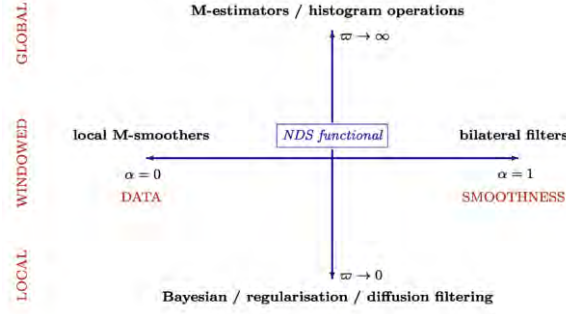 M-estimators / histogram operations
GLOBAL
ϖ → ∞
local M-smoothers
NDS functional
bilateral filters
WINDOWED
α = 0
α = 1
DATA
SMOOTHNESS
LOCAL
ϖ → 0
Bayesian / regularisation / diffusion filtering